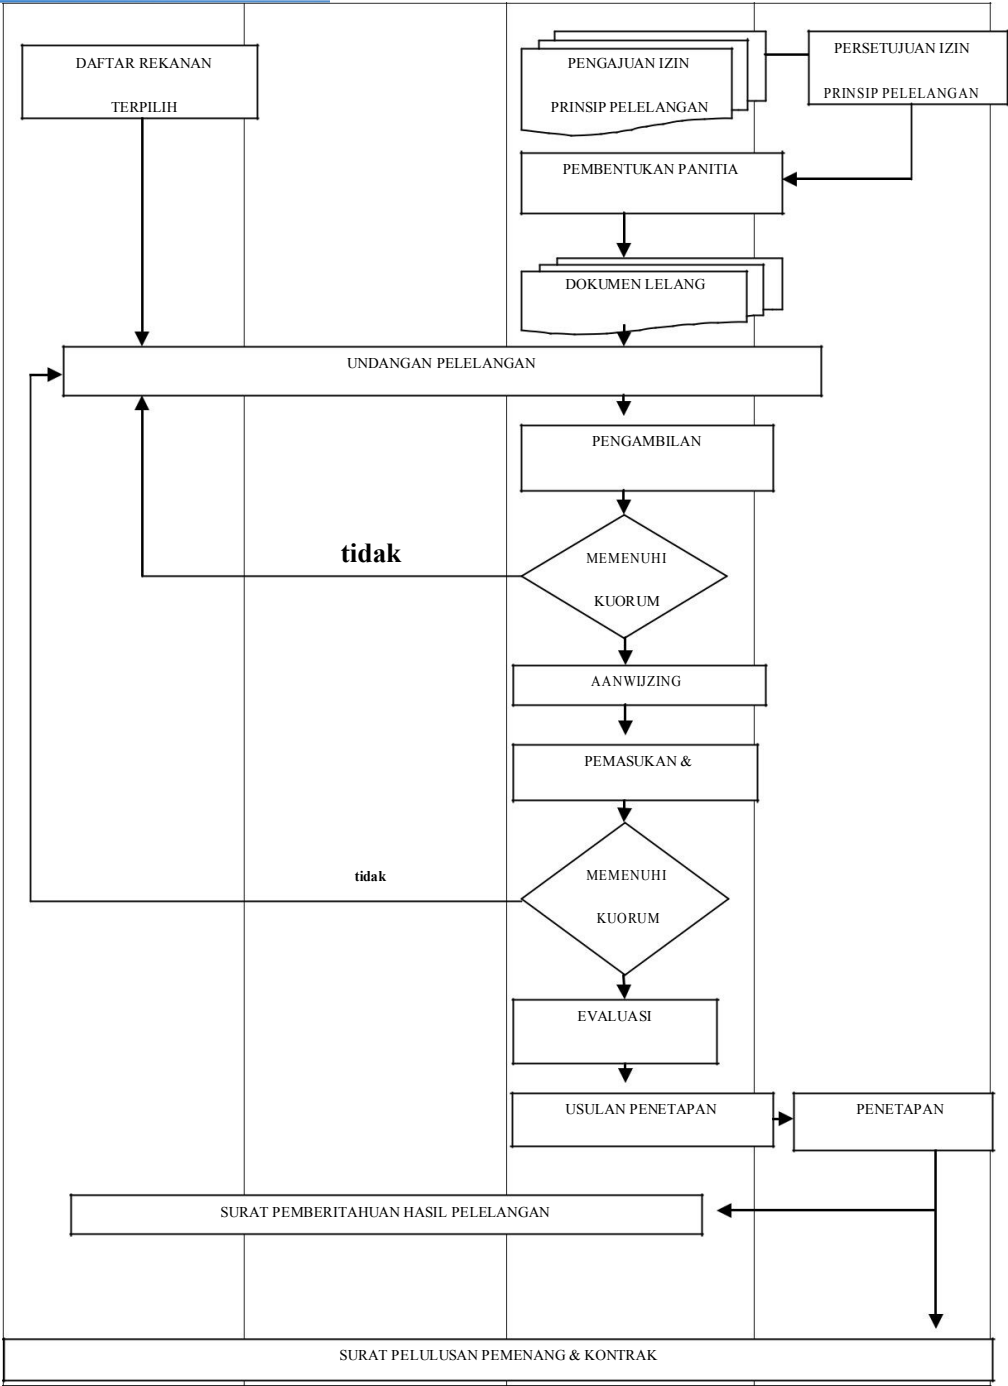 DAFTAR REKANAN
TERPILIH
PENGAJUAN IZIN
PRINSIP PELELANGAN
PERSETUJUAN IZIN
PRINSIP PELELANGAN
PEMBENTUKAN PANITIA
DOKUMEN LELANG
UNDANGAN PELELANGAN
PENGAMBILAN
tidak
MEMENUHI
KUORUM
AANWIJZING
PEMASUKAN &
tidak
MEMENUHI
KUORUM
EVALUASI
USULAN PENETAPAN
PENETAPAN
SURAT PEMBERITAHUAN HASIL PELELANGAN
SURAT PELULUSAN PEMENANG & KONTRAK